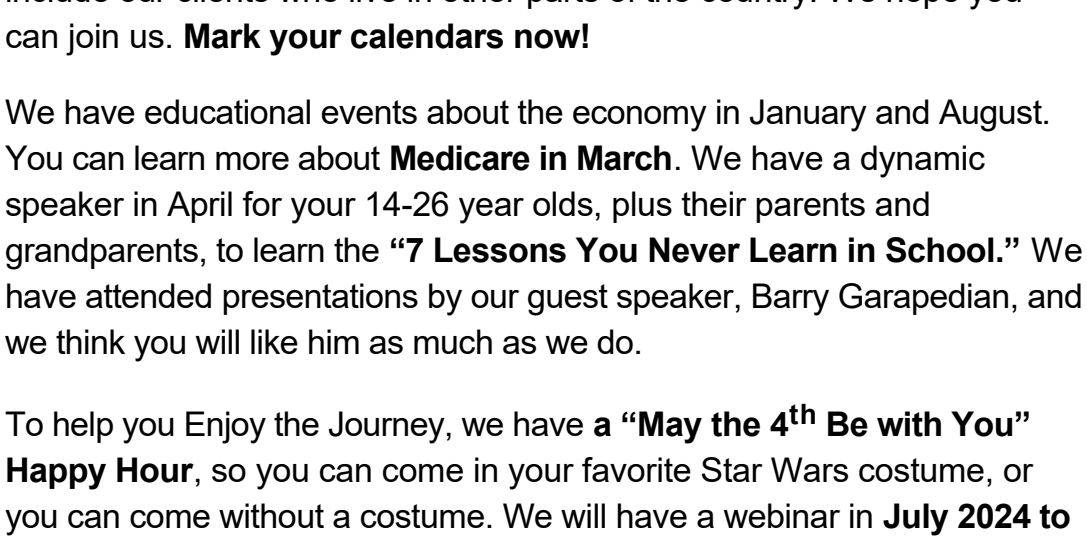 include our clients who live in other parts of the country. We hope you
can join us. Mark your calendars now!
We have educational events about the economy in January and August.
You can learn more about Medicare in March. We have a dynamic
speaker in April for your 14-26 year olds, plus their parents and
grandparents, to learn the “7 Lessons You Never Learn in School.” We
have attended presentations by our guest speaker, Barry Garapedian, and
we think you will like him as much as we do.
To help you Enjoy the Journey, we have a “May the 4th Be with You”
Happy Hour, so you can come in your favorite Star Wars costume, or
you can come without a costume. We will have a webinar in July 2024 to